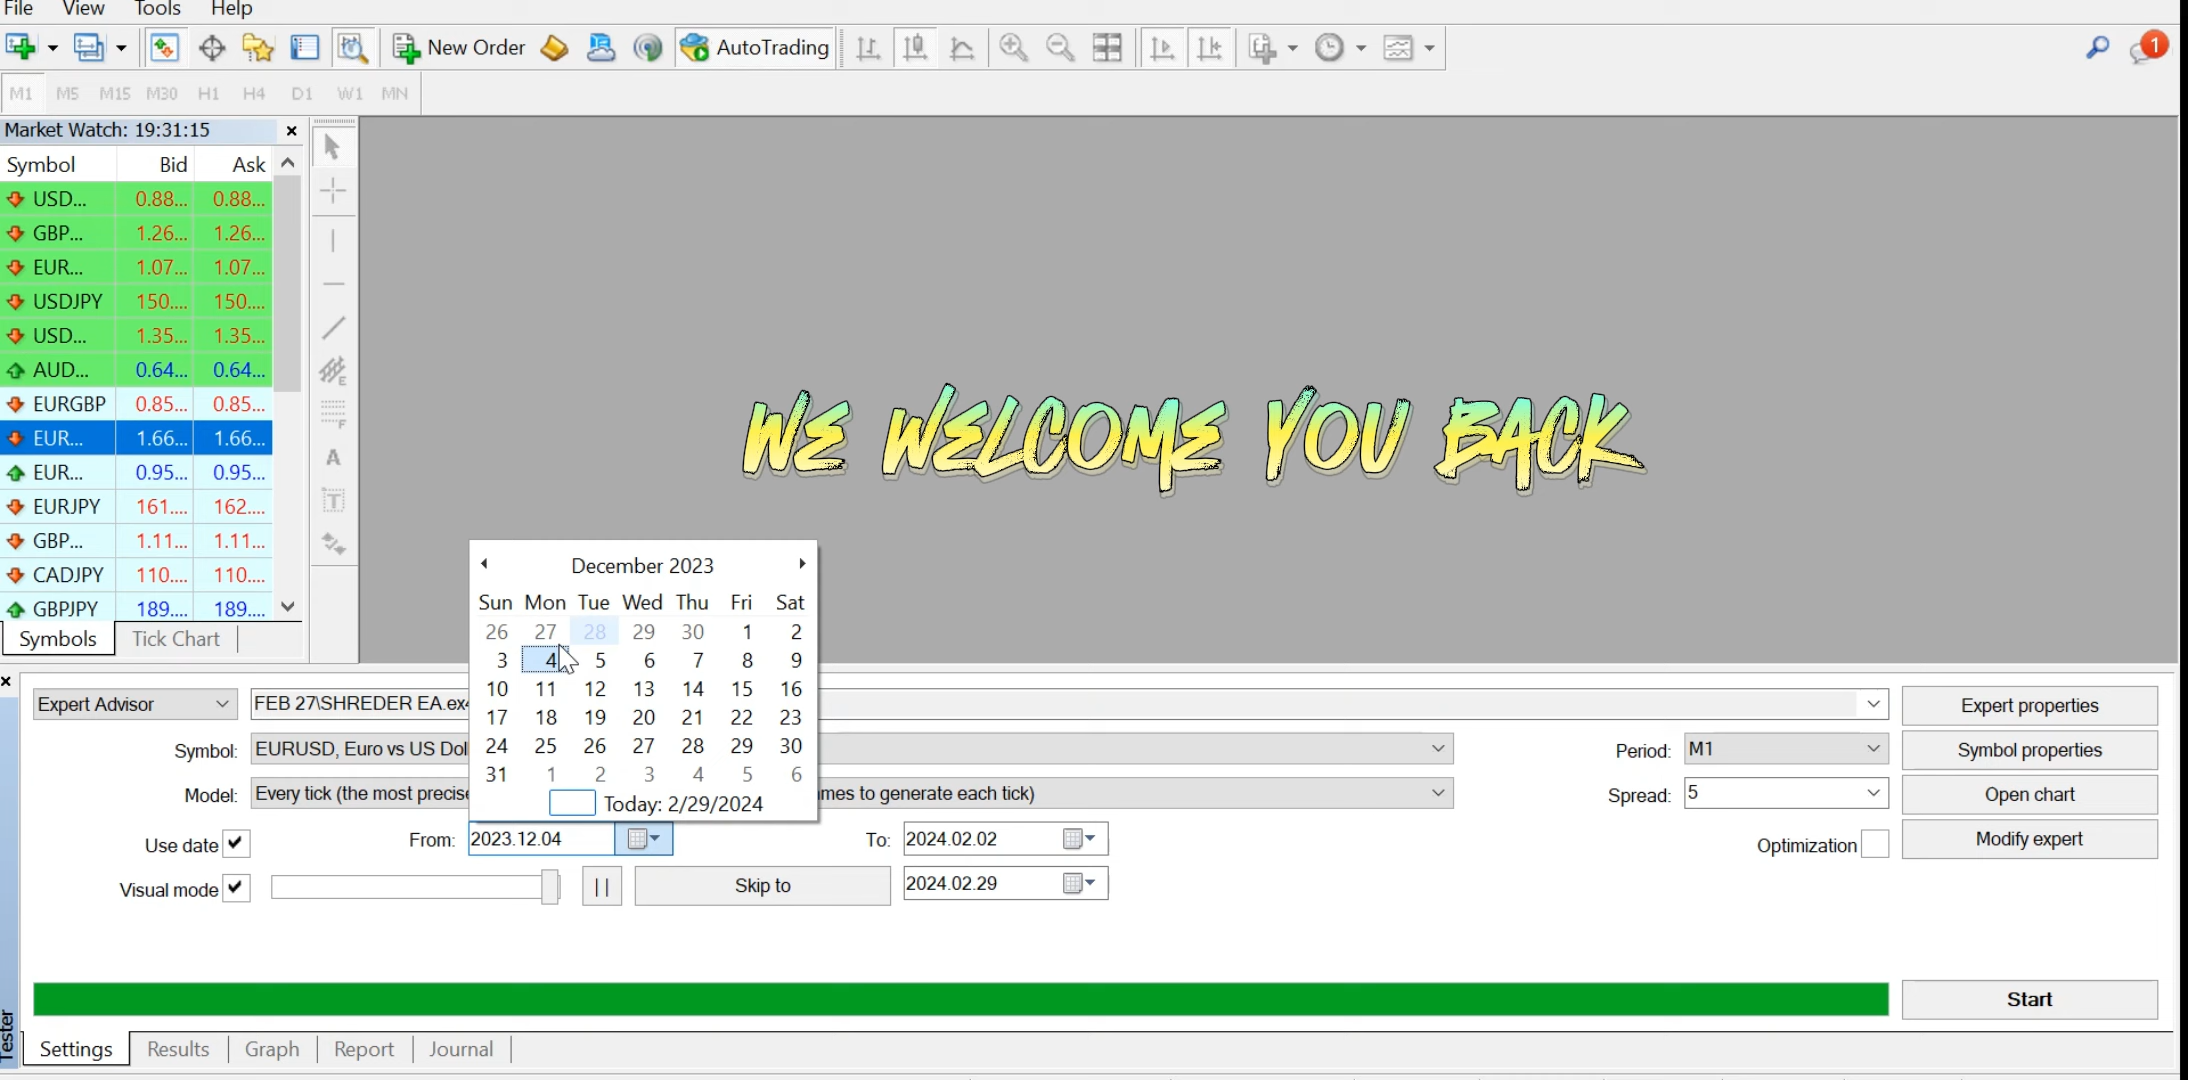 File View Tools Help
New Order AutoTrading 1
M1 M5 M15 M30 H1 H4 D1 W1 MN
Market Watch: 19:31:15
Symbol Bid Ask
USD... 0.88... 0.88...
GBP... 1.26... 1.26...
EUR... 1.07... 1.07...
USDJPY 150.... 150....
USD... 1.35... 1.35...
AUD... 0.64... 0.64...
EURGBP 0.85... 0.85...
EUR... 1.66... 1.66...
EUR... 0.95... 0.95...
EURJPY 161.... 162....
GBP... 1.11... 1.11...
CADJPY 110.... 110....
GBPJPY 189.... 189....
Symbols Tick Chart
E
F
A
T
WE WELCOME YOU BACK
December 2023
Sun Mon Tue Wed Thu Fri Sat
26 27 28 29 30 1 2
3 4 5 6 7 8 9
10 11 12 13 14 15 16
17 18 19 20 21 22 23
24 25 26 27 28 29 30
31 1 2 3 4 5 6
Today: 2/29/2024
Expert Advisor FEB 27\SHREDER EA.ex4 Expert properties
Symbol: EURUSD, Euro vs US Dol Period: M1 Symbol properties
Model: Every tick (the most precise mes to generate each tick) Spread: 5 Open chart
Use date From: 2023.12.04 To: 2024.02.02 Optimization Modify expert
Visual mode Skip to 2024.02.29
Start
Tester
Settings Results Graph Report Journal